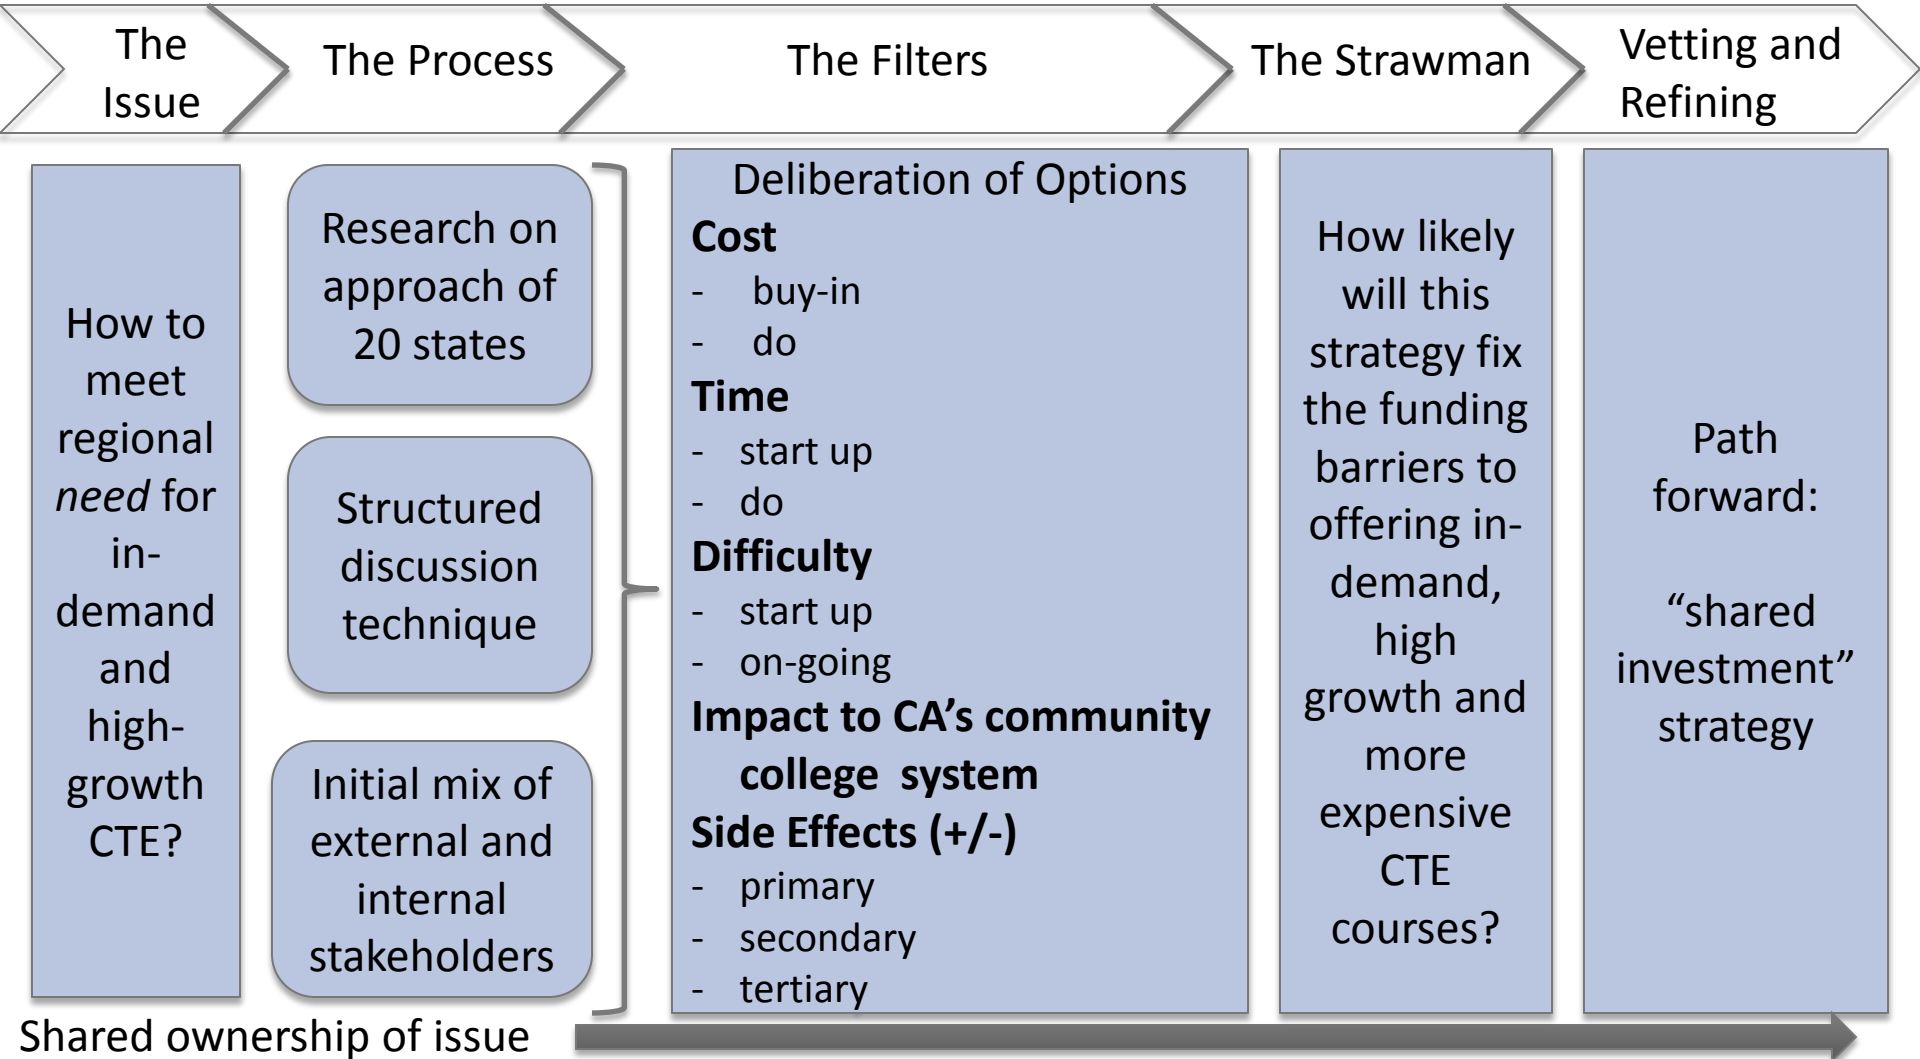 The
Issue
The Process
The Filters
The Strawman
Vetting and
Refining
How to
meet
regional
need for
in-
demand
and
high-
growth
CTE?
Research on
approach of
20 states
Structured
discussion
technique
Initial mix of
external and
internal
stakeholders
Deliberation of Options
Cost
- buy-in
- do
Time
- start up
- do
Difficulty
- start up
- on-going
Impact to CA’s community
college system
Side Effects (+/-)
- primary
- secondary
- tertiary
How likely
will this
strategy fix
the funding
barriers to
offering in-
demand,
high
growth and
more
expensive
CTE
courses?
Path
forward:
“shared
investment”
strategy
Shared ownership of issue